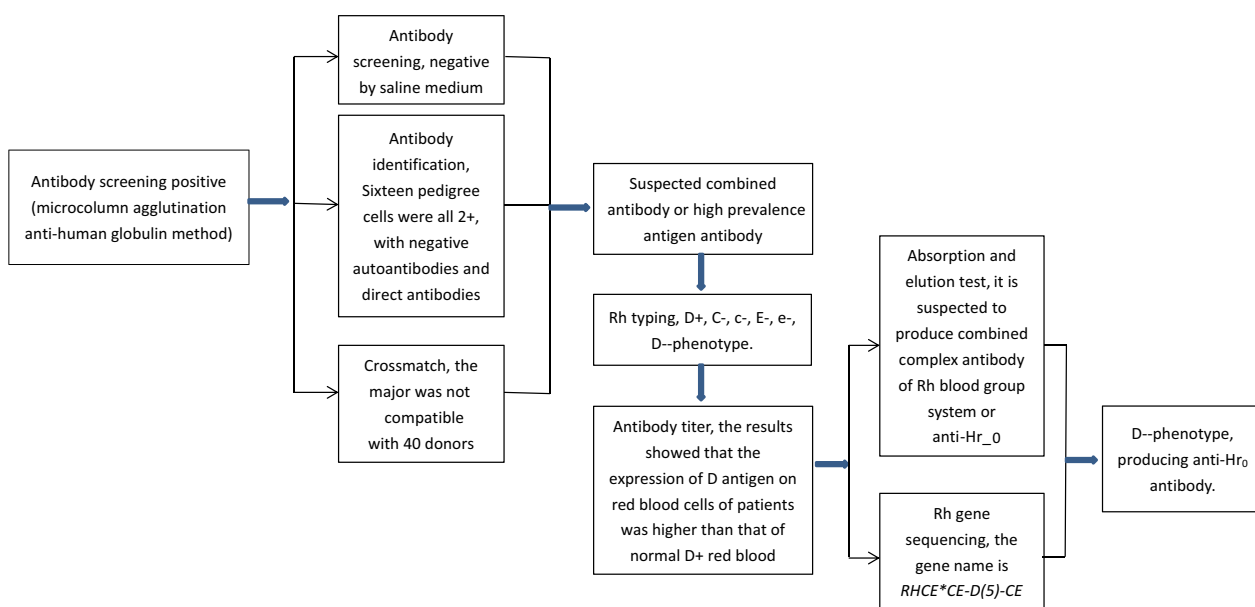 Antibody screening positive
(microcolumn agglutination
anti-human globulin method)
Antibody
screening, negative
by saline medium
Antibody
identification,
Sixteen pedigree
cells were all 2+,
with negative
autoantibodies and
direct antibodies
Crossmatch, the
major was not
compatible
with 40 donors
Suspected combined
antibody or high prevalence
antigen antibody
Rh typing, D+, C-, c-, E-, e-,
D--phenotype.
Antibody titer, the results
showed that the
expression of D antigen on
red blood cells of patients
was higher than that of
normal D+ red blood
Absorption and
elution test, it is
suspected to
produce combined
complex antibody
of Rh blood group
system or
anti-Hr_0
Rh gene
sequencing, the
gene name is
RHCE*CE-D(5)-CE
D--phenotype,
producing anti-Hr₀
antibody.